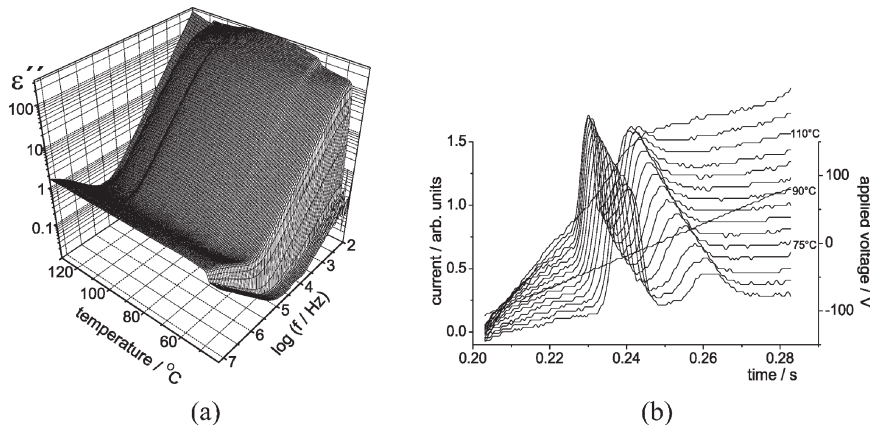 ε′′
100
10
1
0.1
120
100
80
60
temperature / °C
7
6
5
4
3
2
log (f / Hz)
(a)
current / arb. units
1.5
1.0
0.5
0.0
0.20
0.22
0.24
0.26
0.28
time / s
110°C
90°C
75°C
100
0
-100
applied voltage / V
(b)